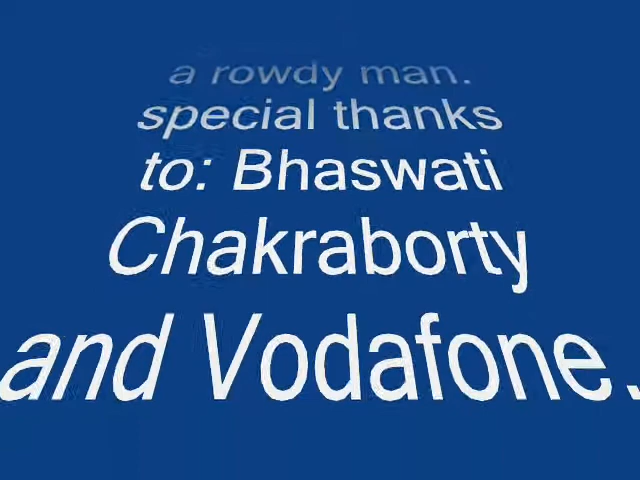 a rowdy man.
special thanks
to: Bhaswati
Chakraborty
and Vodafone.